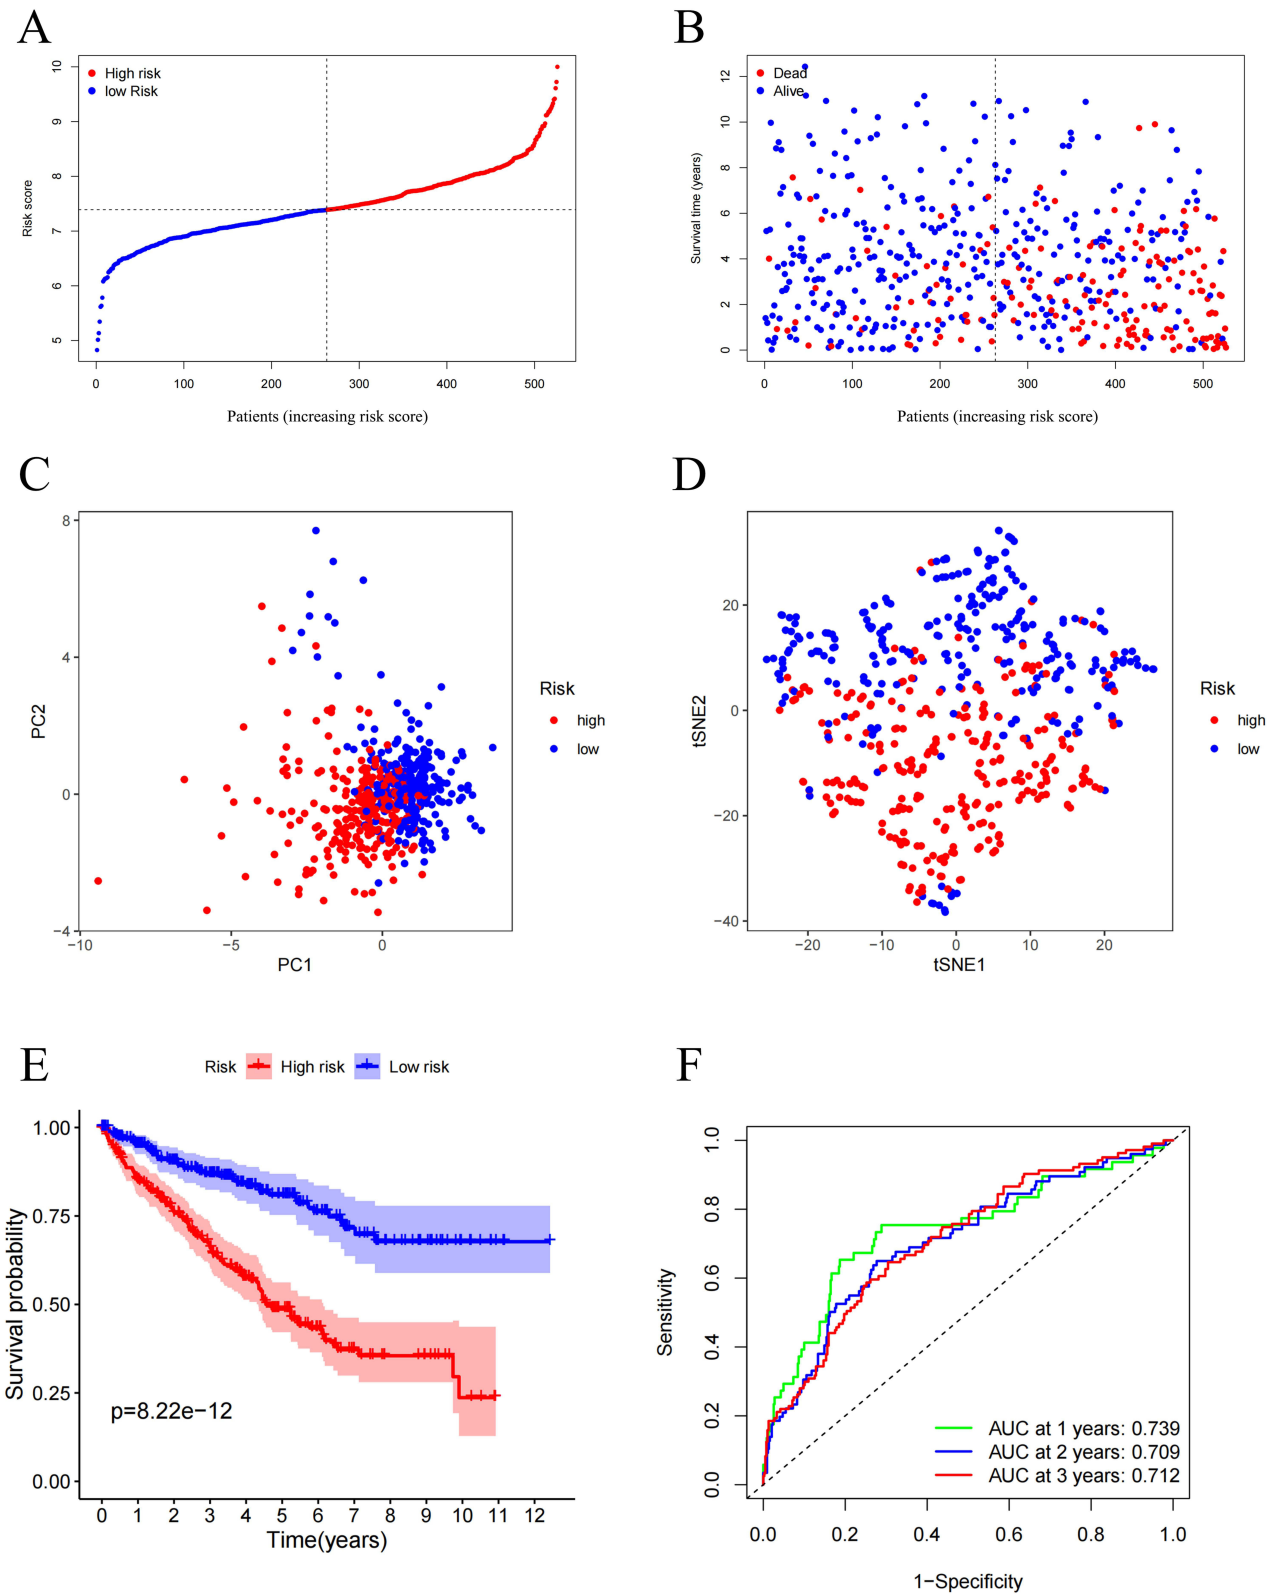 A
High risk
low Risk
Risk score
10
9
8
7
6
5
0 100 200 300 400 500
Patients (increasing risk score)
B
Dead
Alive
Survival time (years)
12
10
8
6
4
2
0
0 100 200 300 400 500
Patients (increasing risk score)
C
PC2
8
4
0
−4
−10 −5 0
PC1
Risk
high
low
D
tSNE2
20
0
−20
−40
−20 −10 0 10 20
tSNE1
Risk
high
low
E
Risk High risk Low risk
Survival probability
1.00
0.75
0.50
0.25
0.00
p=8.22e−12
0 1 2 3 4 5 6 7 8 9 10 11 12
Time(years)
F
Sensitivity
1.0
0.8
0.6
0.4
0.2
0.0
AUC at 1 years: 0.739
AUC at 2 years: 0.709
AUC at 3 years: 0.712
0.0 0.2 0.4 0.6 0.8 1.0
1−Specificity